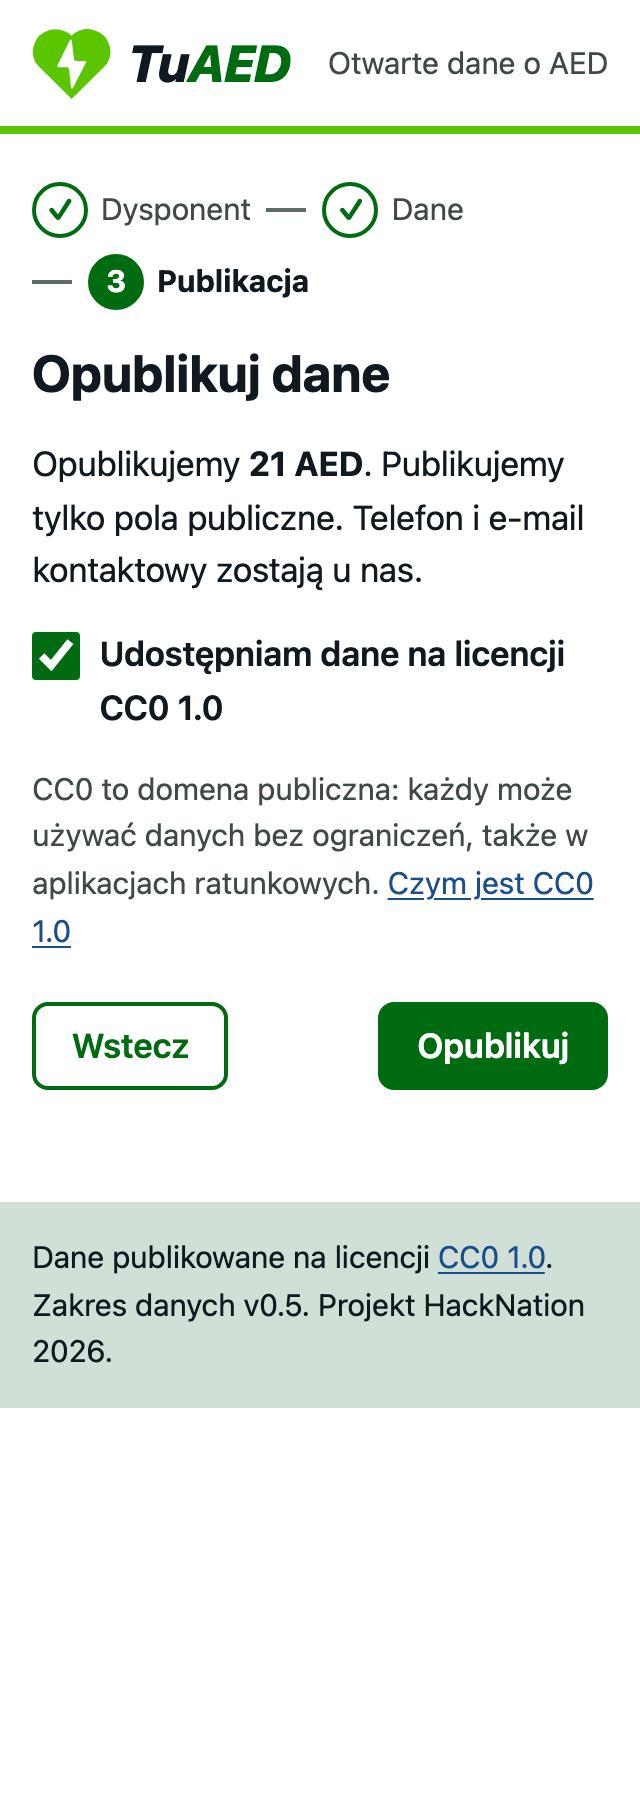 TuAED Otwarte dane o AED
Dysponent — Dane
— 3 Publikacja
Opublikuj dane
Opublikujemy 21 AED. Publikujemy
tylko pola publiczne. Telefon i e-mail
kontaktowy zostają u nas.
Udostępniam dane na licencji
CC0 1.0
CC0 to domena publiczna: każdy może
używać danych bez ograniczeń, także w
aplikacjach ratunkowych. Czym jest CC0
1.0
Wstecz Opublikuj
Dane publikowane na licencji CC0 1.0.
Zakres danych v0.5. Projekt HackNation
2026.